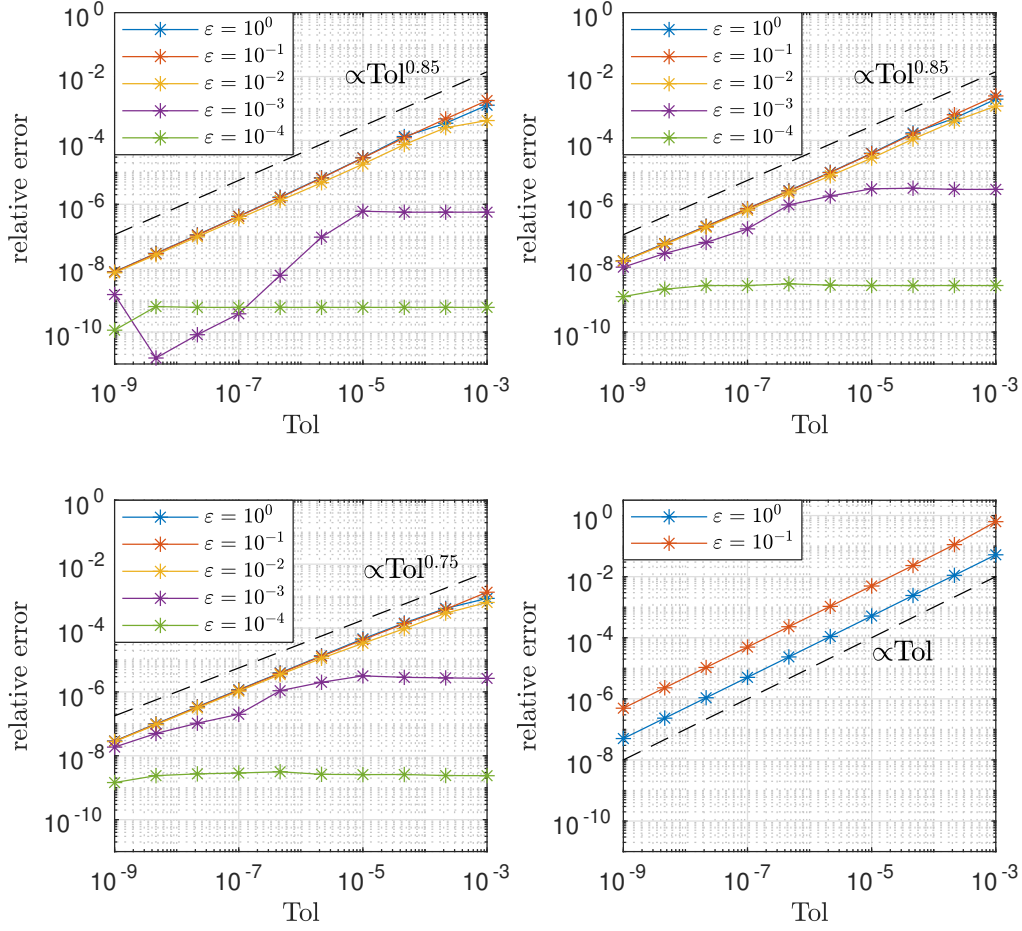 10^0
10^-2
10^-4
10^-6
10^-8
10^-10
relative error
ε = 10^0
ε = 10^-1
ε = 10^-2
ε = 10^-3
ε = 10^-4
∝Tol^0.85
10^-9 10^-7 10^-5 10^-3
Tol
10^0
10^-2
10^-4
10^-6
10^-8
10^-10
relative error
ε = 10^0
ε = 10^-1
ε = 10^-2
ε = 10^-3
ε = 10^-4
∝Tol^0.85
10^-9 10^-7 10^-5 10^-3
Tol
10^0
10^-2
10^-4
10^-6
10^-8
10^-10
relative error
ε = 10^0
ε = 10^-1
ε = 10^-2
ε = 10^-3
ε = 10^-4
∝Tol^0.75
10^-9 10^-7 10^-5 10^-3
Tol
10^0
10^-2
10^-4
10^-6
10^-8
10^-10
relative error
ε = 10^0
ε = 10^-1
∝Tol
10^-9 10^-7 10^-5 10^-3
Tol